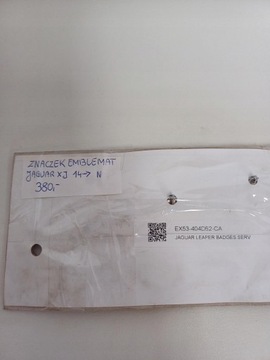 ZNACZEK EMBLEMAT
JAGUAR XJ 14-> N
380,-
EX53-404D52-CA
JAGUAR LEAPER BADGES SERV